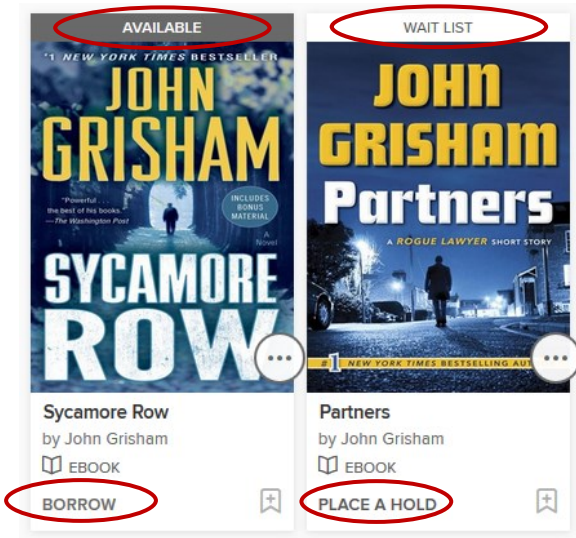 AVAILABLE
#1 NEW YORK TIMES BESTSELLER
JOHN
GRISHAM
"Powerful . . .
the best of his books."
—The Washington Post
INCLUDES
BONUS
MATERIAL
A
Novel
SYCAMORE
ROW
Sycamore Row
by John Grisham
EBOOK
BORROW
WAIT LIST
JOHN
GRISHAM
Partners
A ROGUE LAWYER SHORT STORY
#1 NEW YORK TIMES BESTSELLING
Partners
by John Grisham
EBOOK
PLACE A HOLD